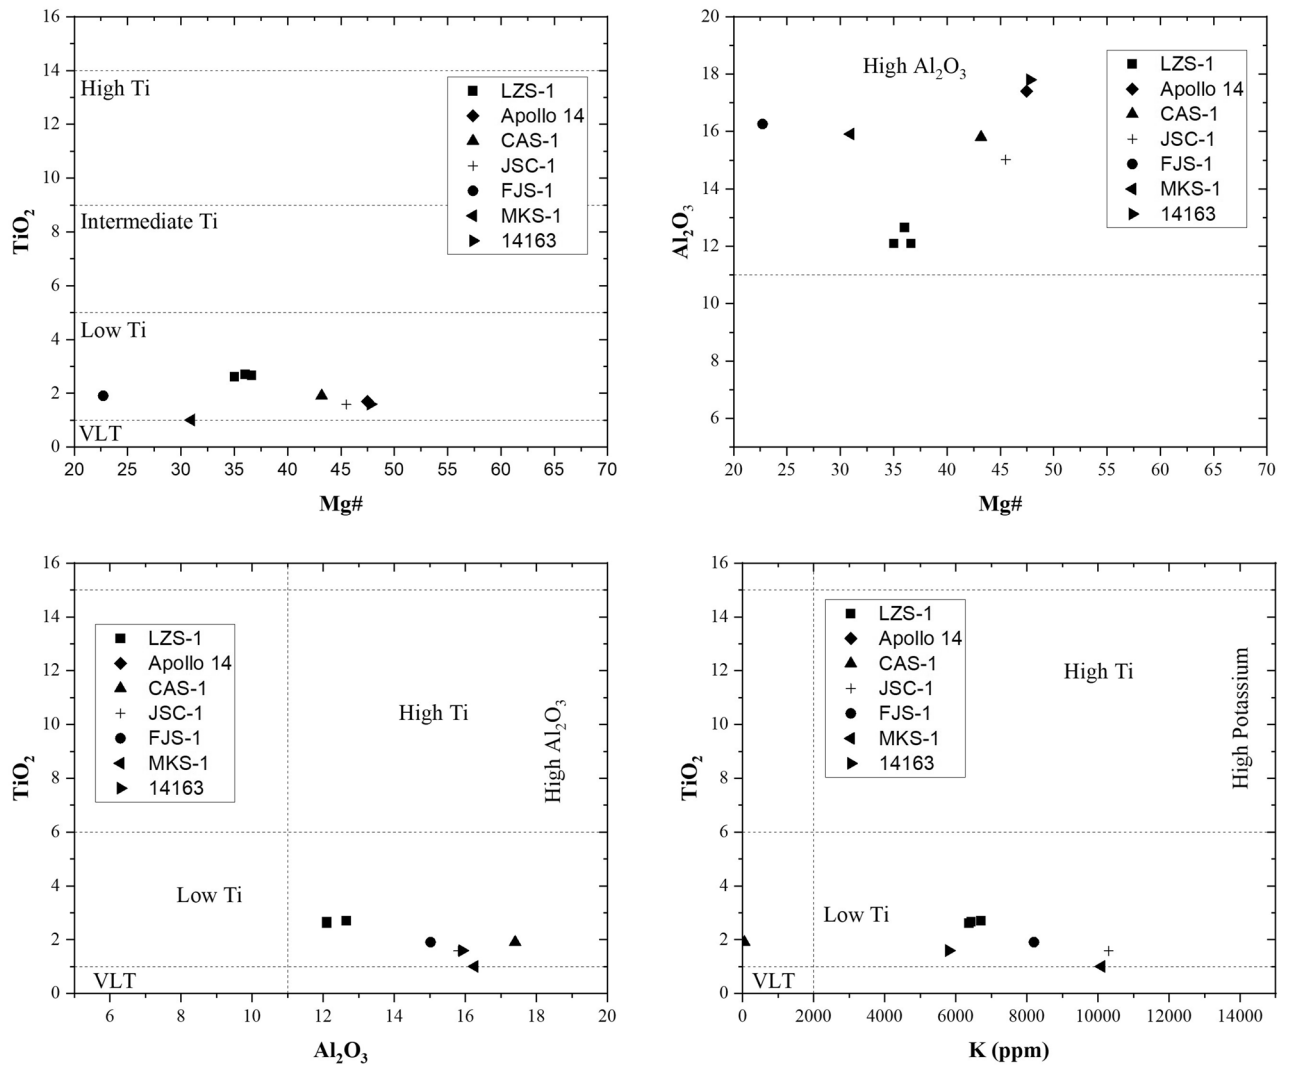 16
14
12
10
8
6
4
2
0
TiO2
High Ti
Intermediate Ti
Low Ti
VLT
LZS-1
Apollo 14
CAS-1
JSC-1
FJS-1
MKS-1
14163
20 25 30 35 40 45 50 55 60 65 70
Mg#
20
18
16
14
12
10
8
6
Al2O3
High Al2O3
LZS-1
Apollo 14
CAS-1
JSC-1
FJS-1
MKS-1
14163
20 25 30 35 40 45 50 55 60 65 70
Mg#
16
14
12
10
8
6
4
2
0
TiO2
LZS-1
Apollo 14
CAS-1
JSC-1
FJS-1
MKS-1
14163
High Ti
High Al2O3
Low Ti
VLT
6 8 10 12 14 16 18 20
Al2O3
16
14
12
10
8
6
4
2
0
TiO2
LZS-1
Apollo 14
CAS-1
JSC-1
FJS-1
MKS-1
14163
High Ti
High Potassium
Low Ti
VLT
0 2000 4000 6000 8000 10000 12000 14000
K (ppm)